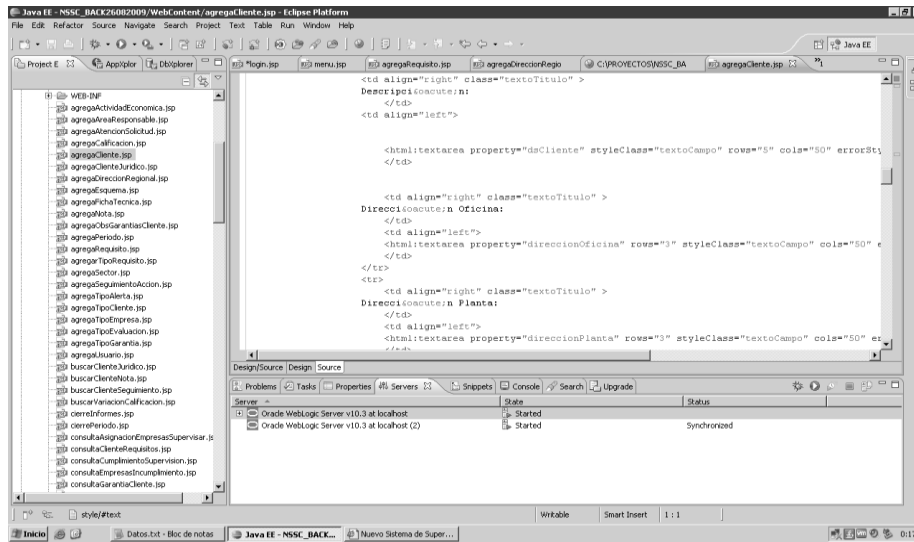 Java EE - NSSC_BACK26082009/WebContent/agregaCliente.jsp - Eclipse Platform
File Edit Refactor Source Navigate Search Project Text Table Run Window Help
Java EE
Project E AppXplor DbXplorer
*login.jsp menu.jsp agregaRequisito.jsp agregaDireccionRegio C:\PROYECTOS\NSSC_BA agregaCliente.jsp »1
WEB-INF
agregaActividadEconomica.jsp
agregaAreaResponsable.jsp
agregaAtencionSolicitud.jsp
agregaCalificacion.jsp
agregaCliente.jsp
agregaClienteJuridico.jsp
agregaDireccionRegional.jsp
agregaEsquema.jsp
agregaFichaTecnica.jsp
agregaNota.jsp
agregaObsGarantiasCliente.jsp
agregaPeriodo.jsp
agregaRequisito.jsp
agregarTipoRequisito.jsp
agregaSector.jsp
agregaSeguimientoAccion.jsp
agregaTipoAlerta.jsp
agregaTipoCliente.jsp
agregaTipoEmpresa.jsp
agregaTipoEvaluacion.jsp
agregaTipoGarantia.jsp
agregaUsuario.jsp
buscarClienteJuridico.jsp
buscarClienteNota.jsp
buscarClienteSeguimiento.jsp
buscarVariacionCalificacion.jsp
cierreInformes.jsp
cierrePeriodo.jsp
consultaAsignacionEmpresasSupervisar.js
consultaClienteRequisitos.jsp
consultaCumplimientoSupervision.jsp
consultaEmpresasIncumplimiento.jsp
consultaGarantiaCliente.jsp
<td align="right" class="textoTitulo" >
Descripci&oacute;n:
</td>
<td align="left">
<html:textarea property="dsCliente" styleClass="textoCampo" rows="5" cols="50" errorSty
</td>
<td align="right" class="textoTitulo" >
Direcci&oacute;n Oficina:
</td>
<td align="left">
<html:textarea property="direccionOficina" rows="3" styleClass="textoCampo" cols="50" e
</td>
</tr>
<tr>
<td align="right" class="textoTitulo" >
Direcci&oacute;n Planta:
</td>
<td align="left">
<html:textarea property="direccionPlanta" rows="3" styleClass="textoCampo" cols="50" er
</td>
Design/Source Design Source
Problems Tasks Properties Servers Snippets Console Search Upgrade
Server State Status
Oracle WebLogic Server v10.3 at localhost Started
Oracle WebLogic Server v10.3 at localhost (2) Started Synchronized
style/#text Writable Smart Insert 1 : 1
Inicio Datos.txt - Bloc de notas Java EE - NSSC_BACK... Nuevo Sistema de Super...